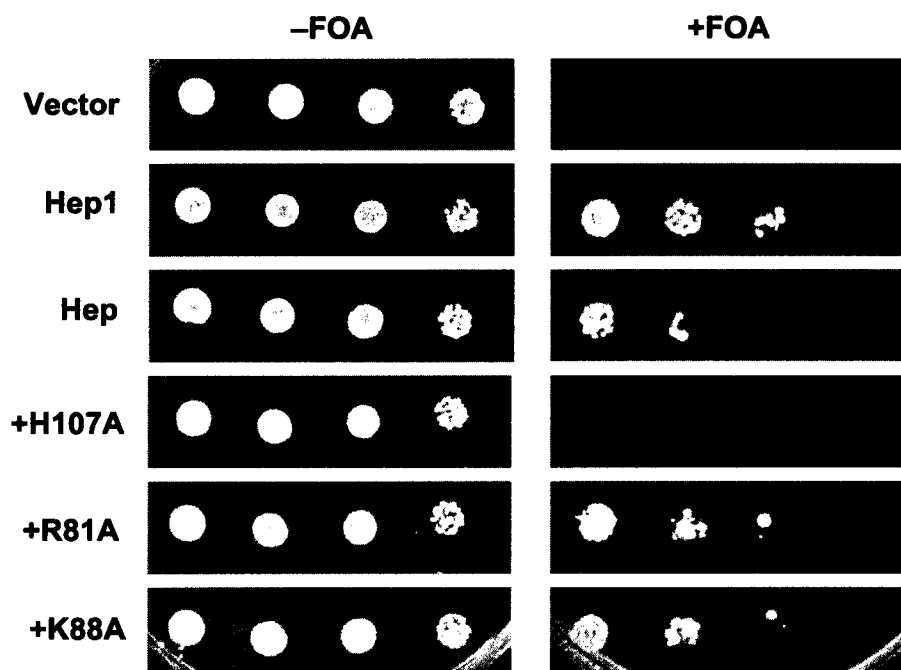 –FOA +FOA
Vector
Hep1
Hep
+H107A
+R81A
+K88A